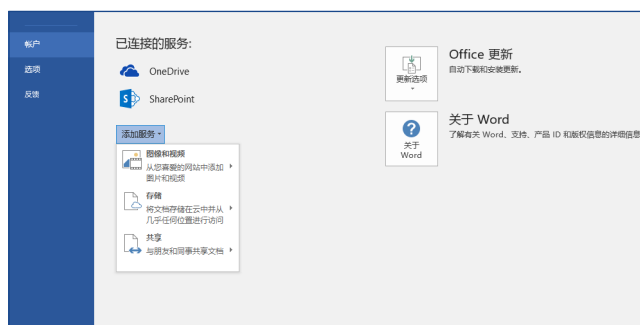 帐户
选项
反馈
已连接的服务:
OneDrive
SharePoint
添加服务
图像和视频
从您喜爱的网站中添加
图片和视频
存储
将文档存储在云中并从
几乎任何位置进行访问
共享
与朋友和同事共享文档
更新选项
Office 更新
自动下载和安装更新。
关于
Word
关于 Word
了解有关 Word、支持、产品 ID 和版权信息的详细信息